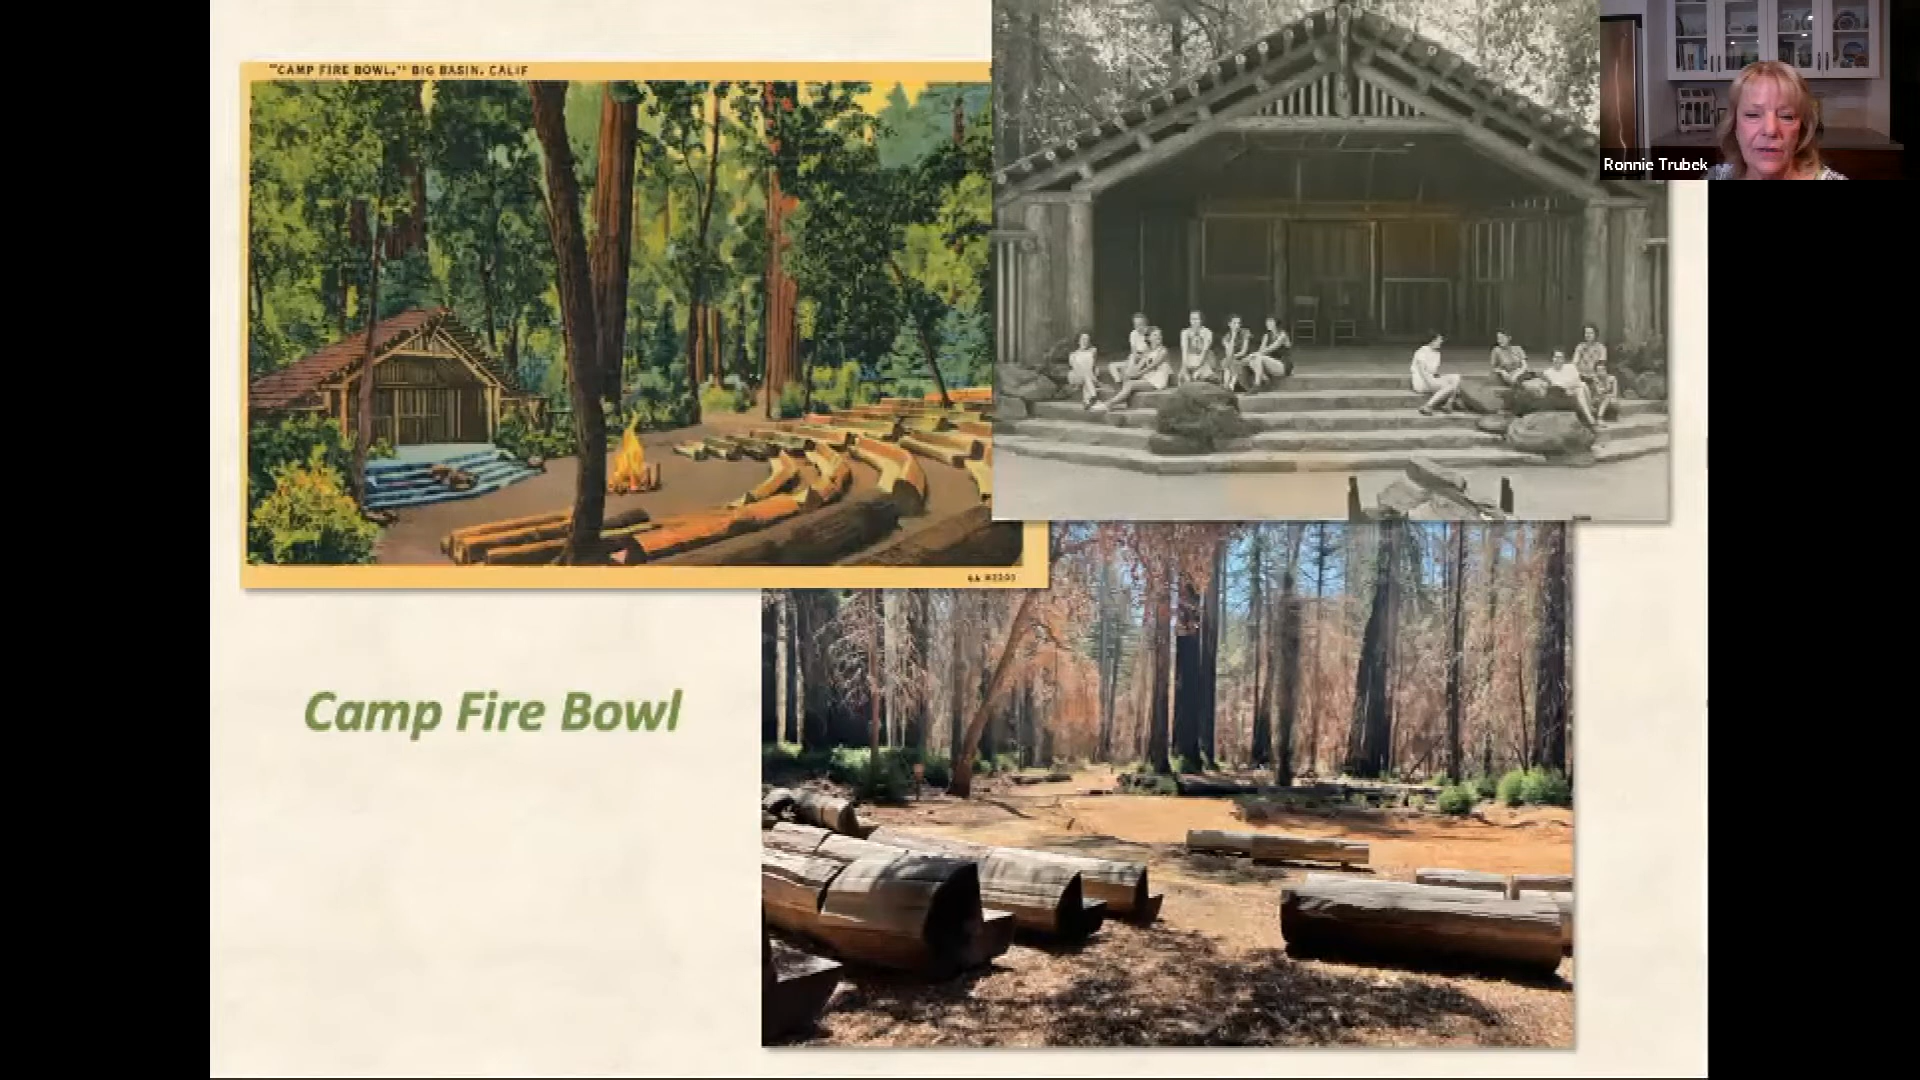 "CAMP FIRE BOWL," BIG BASIN, CALIF
Ronnie Trubek
Camp Fire Bowl